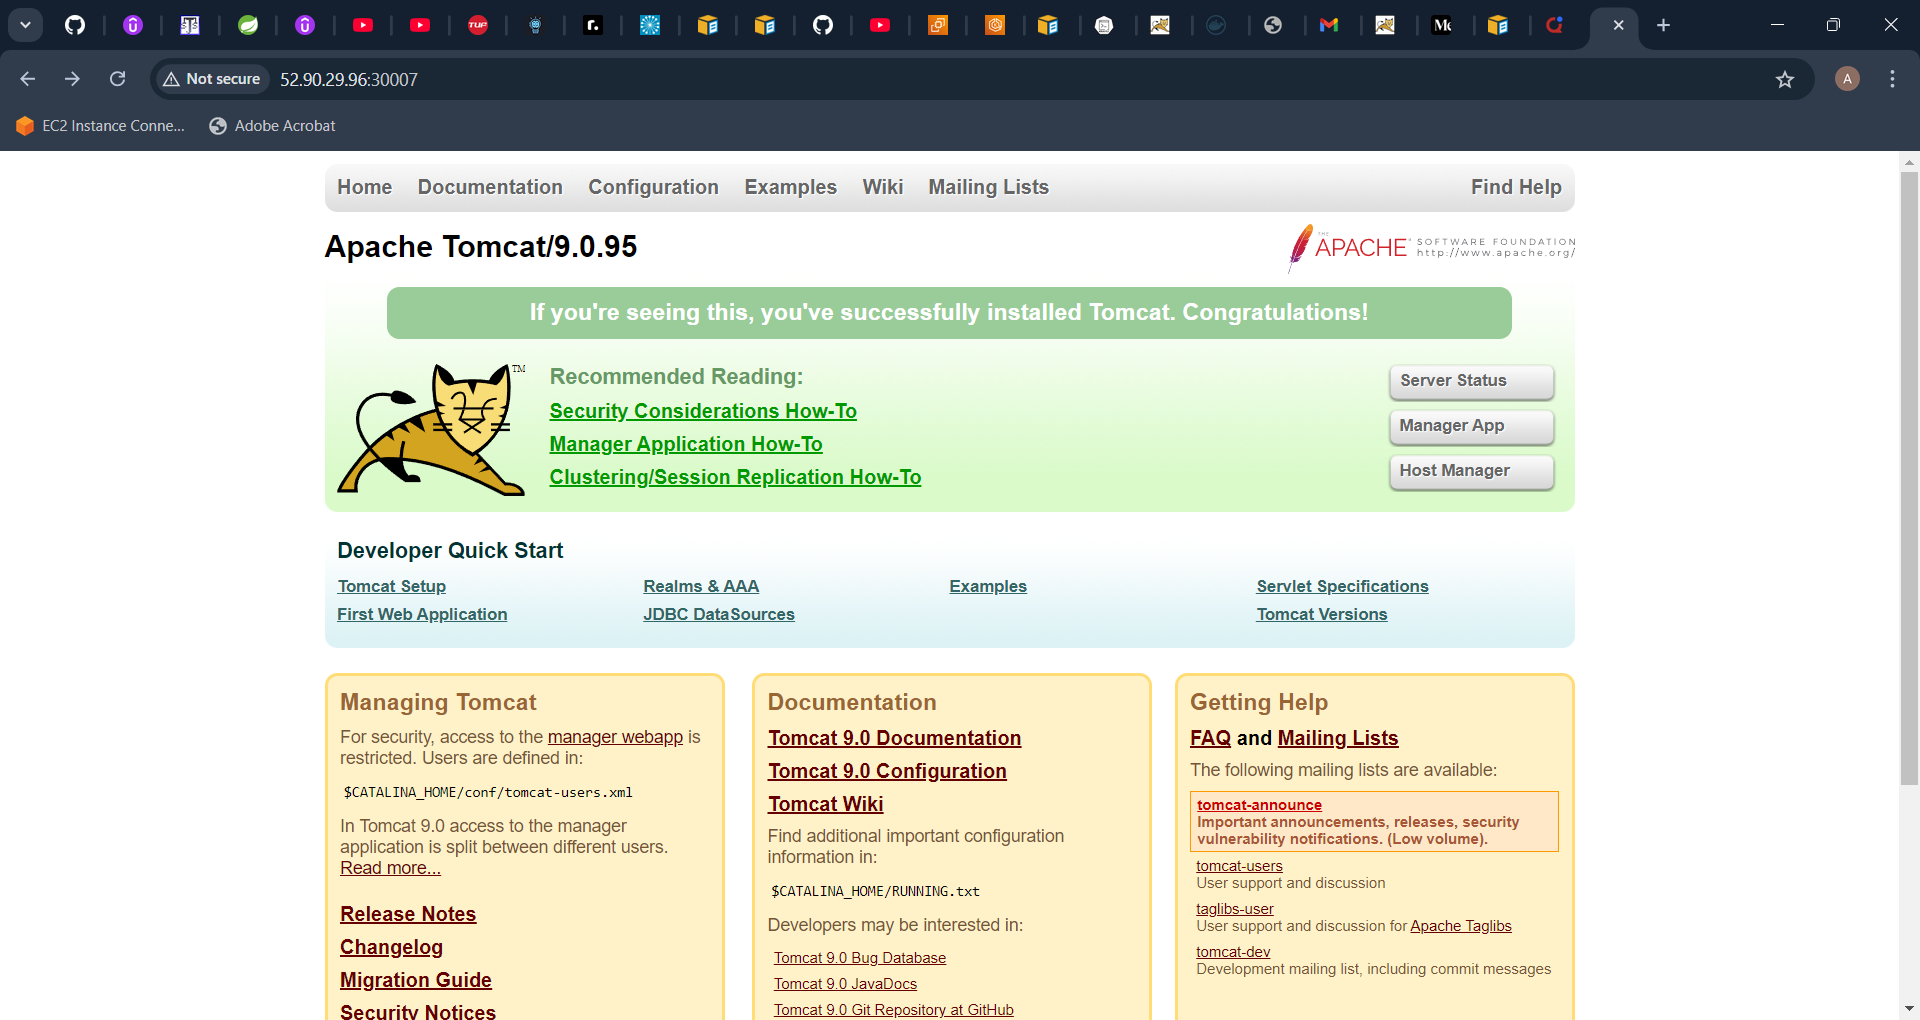 Not secure
52.90.29.96:30007
A
EC2 Instance Conne...
Adobe Acrobat
Home Documentation Configuration Examples Wiki Mailing Lists Find Help
Apache Tomcat/9.0.95
THE APACHE® SOFTWARE FOUNDATION
http://www.apache.org/
If you're seeing this, you've successfully installed Tomcat. Congratulations!
TM
Recommended Reading:
Security Considerations How-To
Manager Application How-To
Clustering/Session Replication How-To
Server Status
Manager App
Host Manager
Developer Quick Start
Tomcat Setup
First Web Application
Realms & AAA
JDBC DataSources
Examples
Servlet Specifications
Tomcat Versions
Managing Tomcat
For security, access to the manager webapp is
restricted. Users are defined in:
$CATALINA_HOME/conf/tomcat-users.xml
In Tomcat 9.0 access to the manager
application is split between different users.
Read more...
Release Notes
Changelog
Migration Guide
Security Notices
Documentation
Tomcat 9.0 Documentation
Tomcat 9.0 Configuration
Tomcat Wiki
Find additional important configuration
information in:
$CATALINA_HOME/RUNNING.txt
Developers may be interested in:
Tomcat 9.0 Bug Database
Tomcat 9.0 JavaDocs
Tomcat 9.0 Git Repository at GitHub
Getting Help
FAQ and Mailing Lists
The following mailing lists are available:
tomcat-announce
Important announcements, releases, security
vulnerability notifications. (Low volume).
tomcat-users
User support and discussion
taglibs-user
User support and discussion for Apache Taglibs
tomcat-dev
Development mailing list, including commit messages